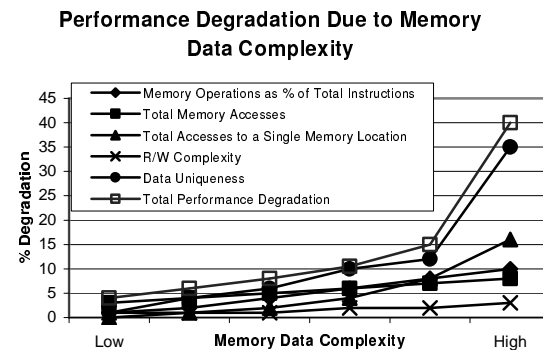 Performance Degradation Due to Memory
Data Complexity
Memory Operations as % of Total Instructions
Total Memory Accesses
Total Accesses to a Single Memory Location
R/W Complexity
Data Uniqueness
Total Performance Degradation
% Degradation
45
40
35
30
25
20
15
10
5
0
Low
Memory Data Complexity
High